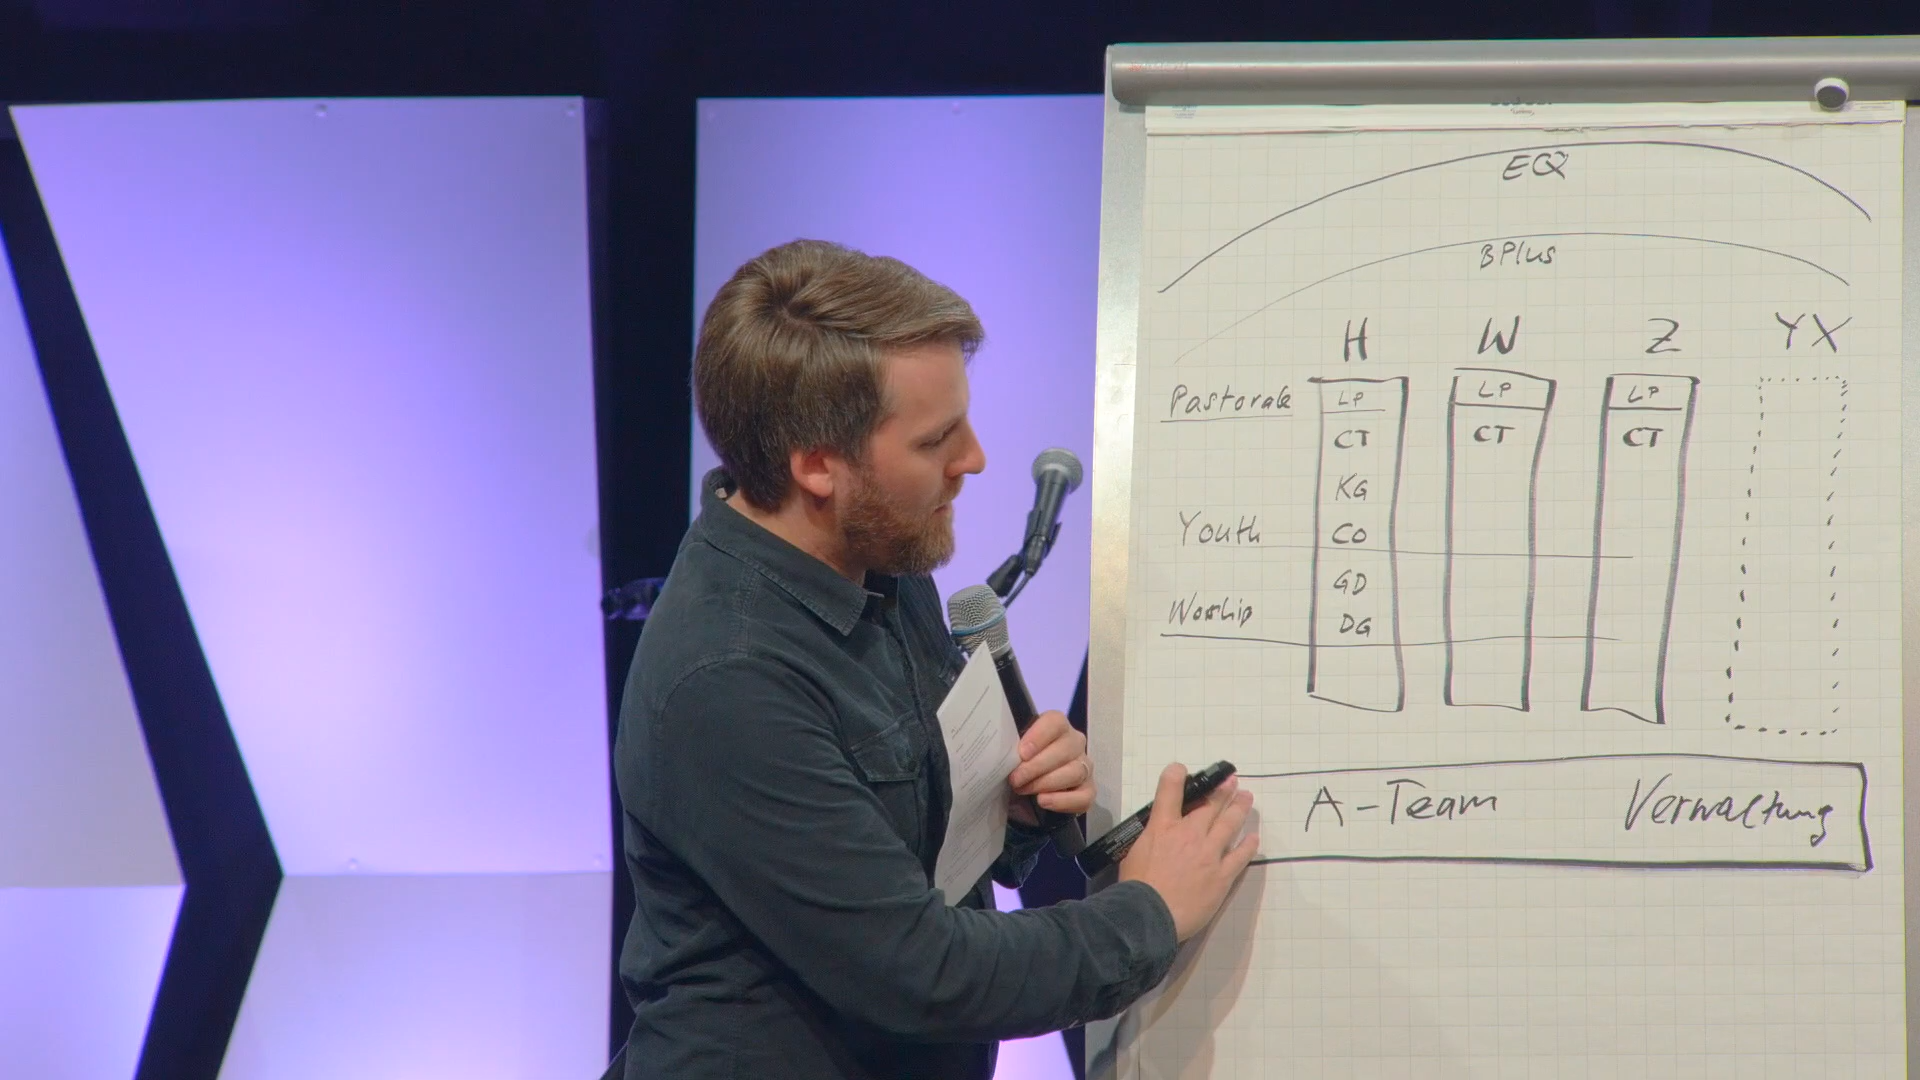 EQ
BPlus
H W Z YX
Pastorale LP LP LP
CT CT CT
KG
Youth CO
GD
Worship DG
A-Team Verwaltung